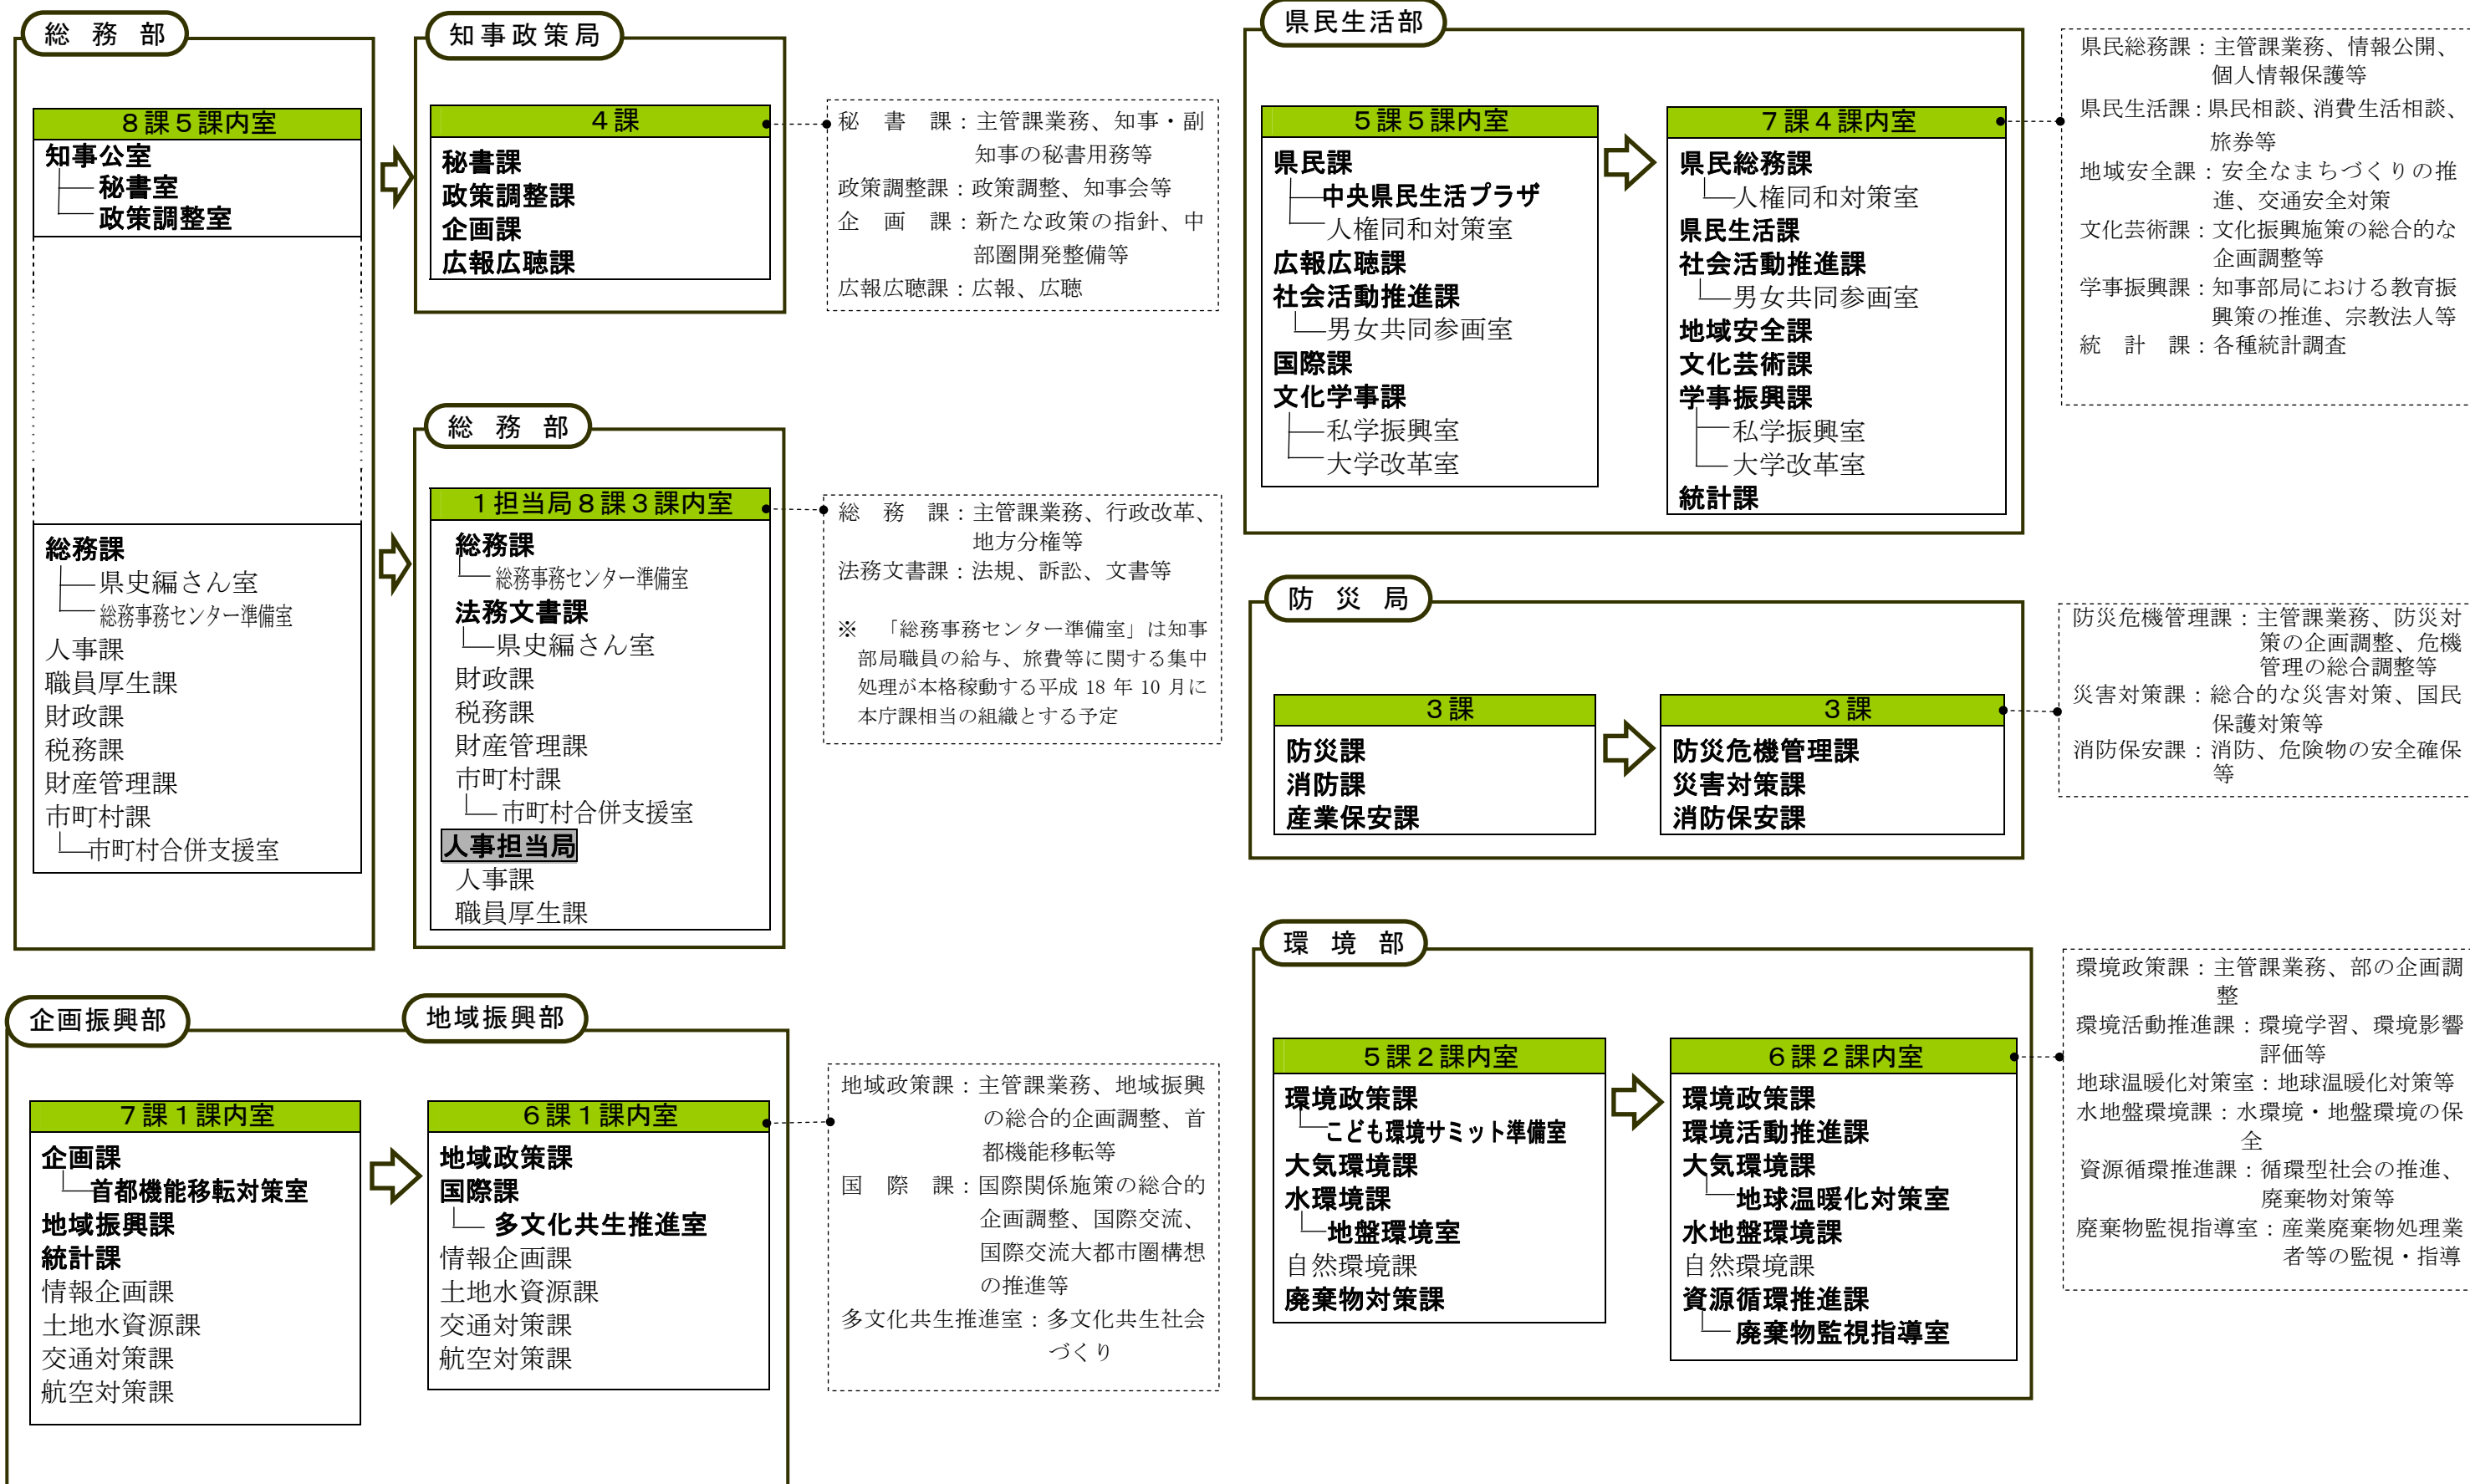 総 務 部
８課５課内室
知事公室
秘書室
政策調整室
総務課
県史編さん室
総務事務センター準備室
人事課
職員厚生課
財政課
税務課
財産管理課
市町村課
市町村合併支援室
知事政策局
４課
秘書課
政策調整課
企画課
広報広聴課
秘 書 課：主管課業務、知事・副
知事の秘書用務等
政策調整課：政策調整、知事会等
企 画 課：新たな政策の指針、中
部圏開発整備等
広報広聴課：広報、広聴
総 務 部
１担当局８課３課内室
総務課
総務事務センター準備室
法務文書課
県史編さん室
財政課
税務課
財産管理課
市町村課
市町村合併支援室
人事担当局
人事課
職員厚生課
総 務 課：主管課業務、行政改革、
地方分権等
法務文書課：法規、訴訟、文書等
※ 「総務事務センター準備室」は知事
部局職員の給与、旅費等に関する集中
処理が本格稼動する平成 18 年 10 月に
本庁課相当の組織とする予定
企画振興部
７課１課内室
企画課
首都機能移転対策室
地域振興課
統計課
情報企画課
土地水資源課
交通対策課
航空対策課
地域振興部
６課１課内室
地域政策課
国際課
多文化共生推進室
情報企画課
土地水資源課
交通対策課
航空対策課
地域政策課：主管課業務、地域振興
の総合的企画調整、首
都機能移転等
国 際 課：国際関係施策の総合的
企画調整、国際交流、
国際交流大都市圏構想
の推進等
多文化共生推進室：多文化共生社会
づくり
県民生活部
５課５課内室
県民課
中央県民生活プラザ
人権同和対策室
広報広聴課
社会活動推進課
男女共同参画室
国際課
文化学事課
私学振興室
大学改革室
７課４課内室
県民総務課
人権同和対策室
県民生活課
社会活動推進課
男女共同参画室
地域安全課
文化芸術課
学事振興課
私学振興室
大学改革室
統計課
県民総務課：主管課業務、情報公開、
個人情報保護等
県民生活課：県民相談、消費生活相談、
旅券等
地域安全課：安全なまちづくりの推
進、交通安全対策
文化芸術課：文化振興施策の総合的な
企画調整等
学事振興課：知事部局における教育振
興策の推進、宗教法人等
統 計 課：各種統計調査
防 災 局
３課
防災課
消防課
産業保安課
３課
防災危機管理課
災害対策課
消防保安課
防災危機管理課：主管課業務、防災対
策の企画調整、危機
管理の総合調整等
災害対策課：総合的な災害対策、国民
保護対策等
消防保安課：消防、危険物の安全確保
等
環 境 部
５課２課内室
環境政策課
こども環境サミット準備室
大気環境課
水環境課
地盤環境室
自然環境課
廃棄物対策課
６課２課内室
環境政策課
環境活動推進課
大気環境課
地球温暖化対策室
水地盤環境課
自然環境課
資源循環推進課
廃棄物監視指導室
環境政策課：主管課業務、部の企画調
整
環境活動推進課：環境学習、環境影響
評価等
地球温暖化対策室：地球温暖化対策等
水地盤環境課：水環境・地盤環境の保
全
資源循環推進課：循環型社会の推進、
廃棄物対策等
廃棄物監視指導室：産業廃棄物処理業
者等の監視・指導